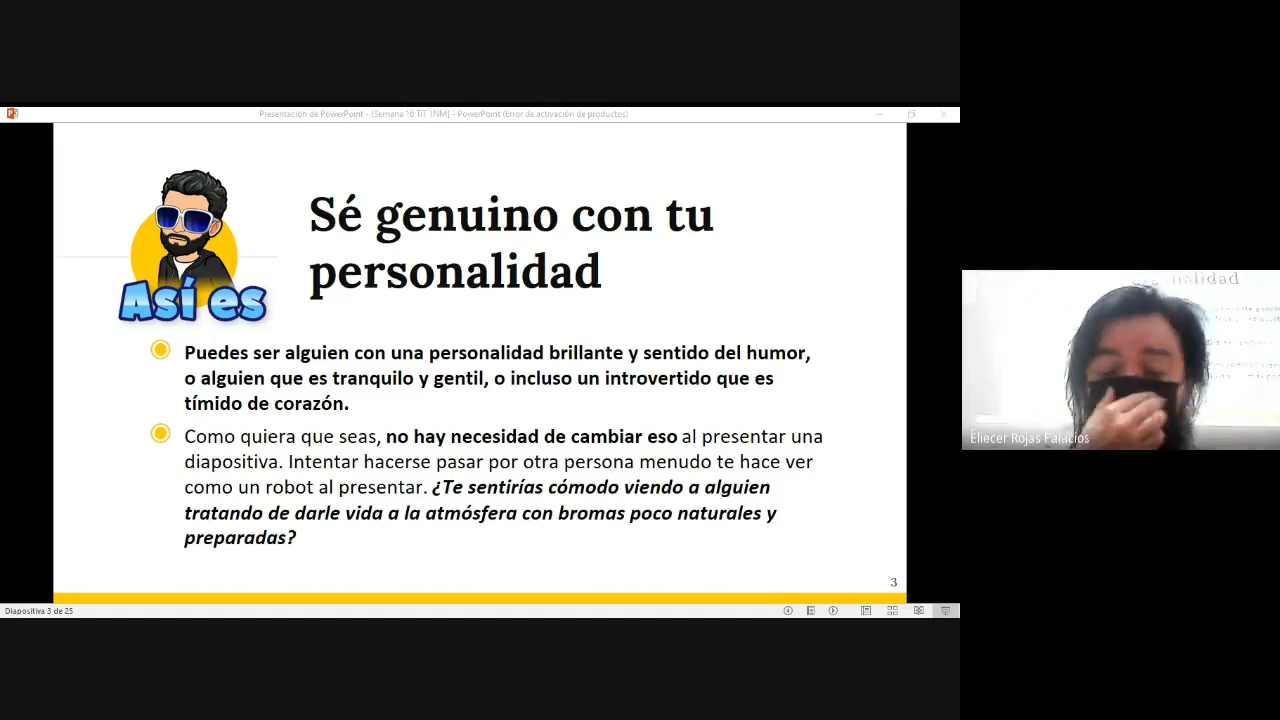 Presentación de PowerPoint - [Semana 16 TIT 1NM] - PowerPoint (Error de activación de productos)
Así es
Sé genuino con tu
personalidad
Puedes ser alguien con una personalidad brillante y sentido del humor,
o alguien que es tranquilo y gentil, o incluso un introvertido que es
tímido de corazón.
Como quiera que seas, no hay necesidad de cambiar eso al presentar una
diapositiva. Intentar hacerse pasar por otra persona menudo te hace ver
como un robot al presentar. ¿Te sentirías cómodo viendo a alguien
tratando de darle vida a la atmósfera con bromas poco naturales y
preparadas?
3
Diapositiva 3 de 25
nalidad
Eliecer Rojas Palacios